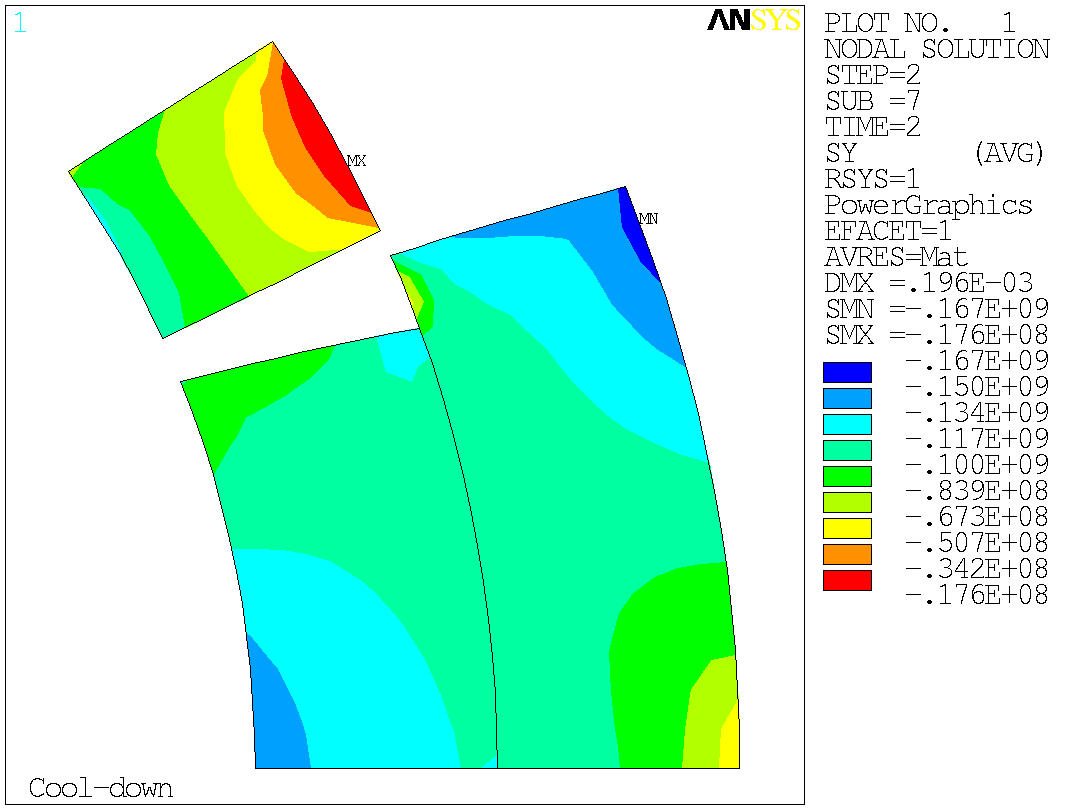 1
ANSYS
PLOT NO. 1
NODAL SOLUTION
STEP=2
SUB =7
TIME=2
SY (AVG)
RSYS=1
PowerGraphics
EFACET=1
AVRES=Mat
DMX =.196E-03
SMN =-.167E+09
SMX =-.176E+08
-.167E+09
-.150E+09
-.134E+09
-.117E+09
-.100E+09
-.839E+08
-.673E+08
-.507E+08
-.342E+08
-.176E+08
MX
MN
Cool-down